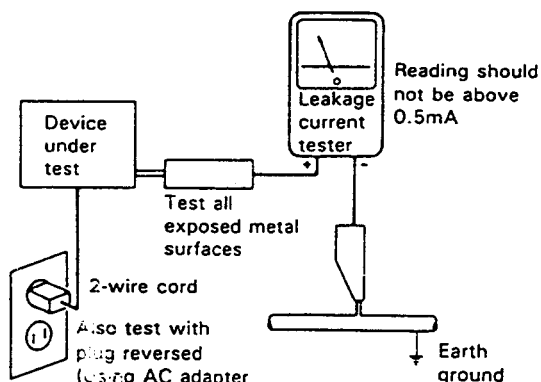 Reading should
not be above
0.5mA
Leakage
current
tester
+
-
Device
under
test
Test all
exposed metal
surfaces
2-wire cord
Also test with
plug reversed
(using AC adapter
Earth
ground